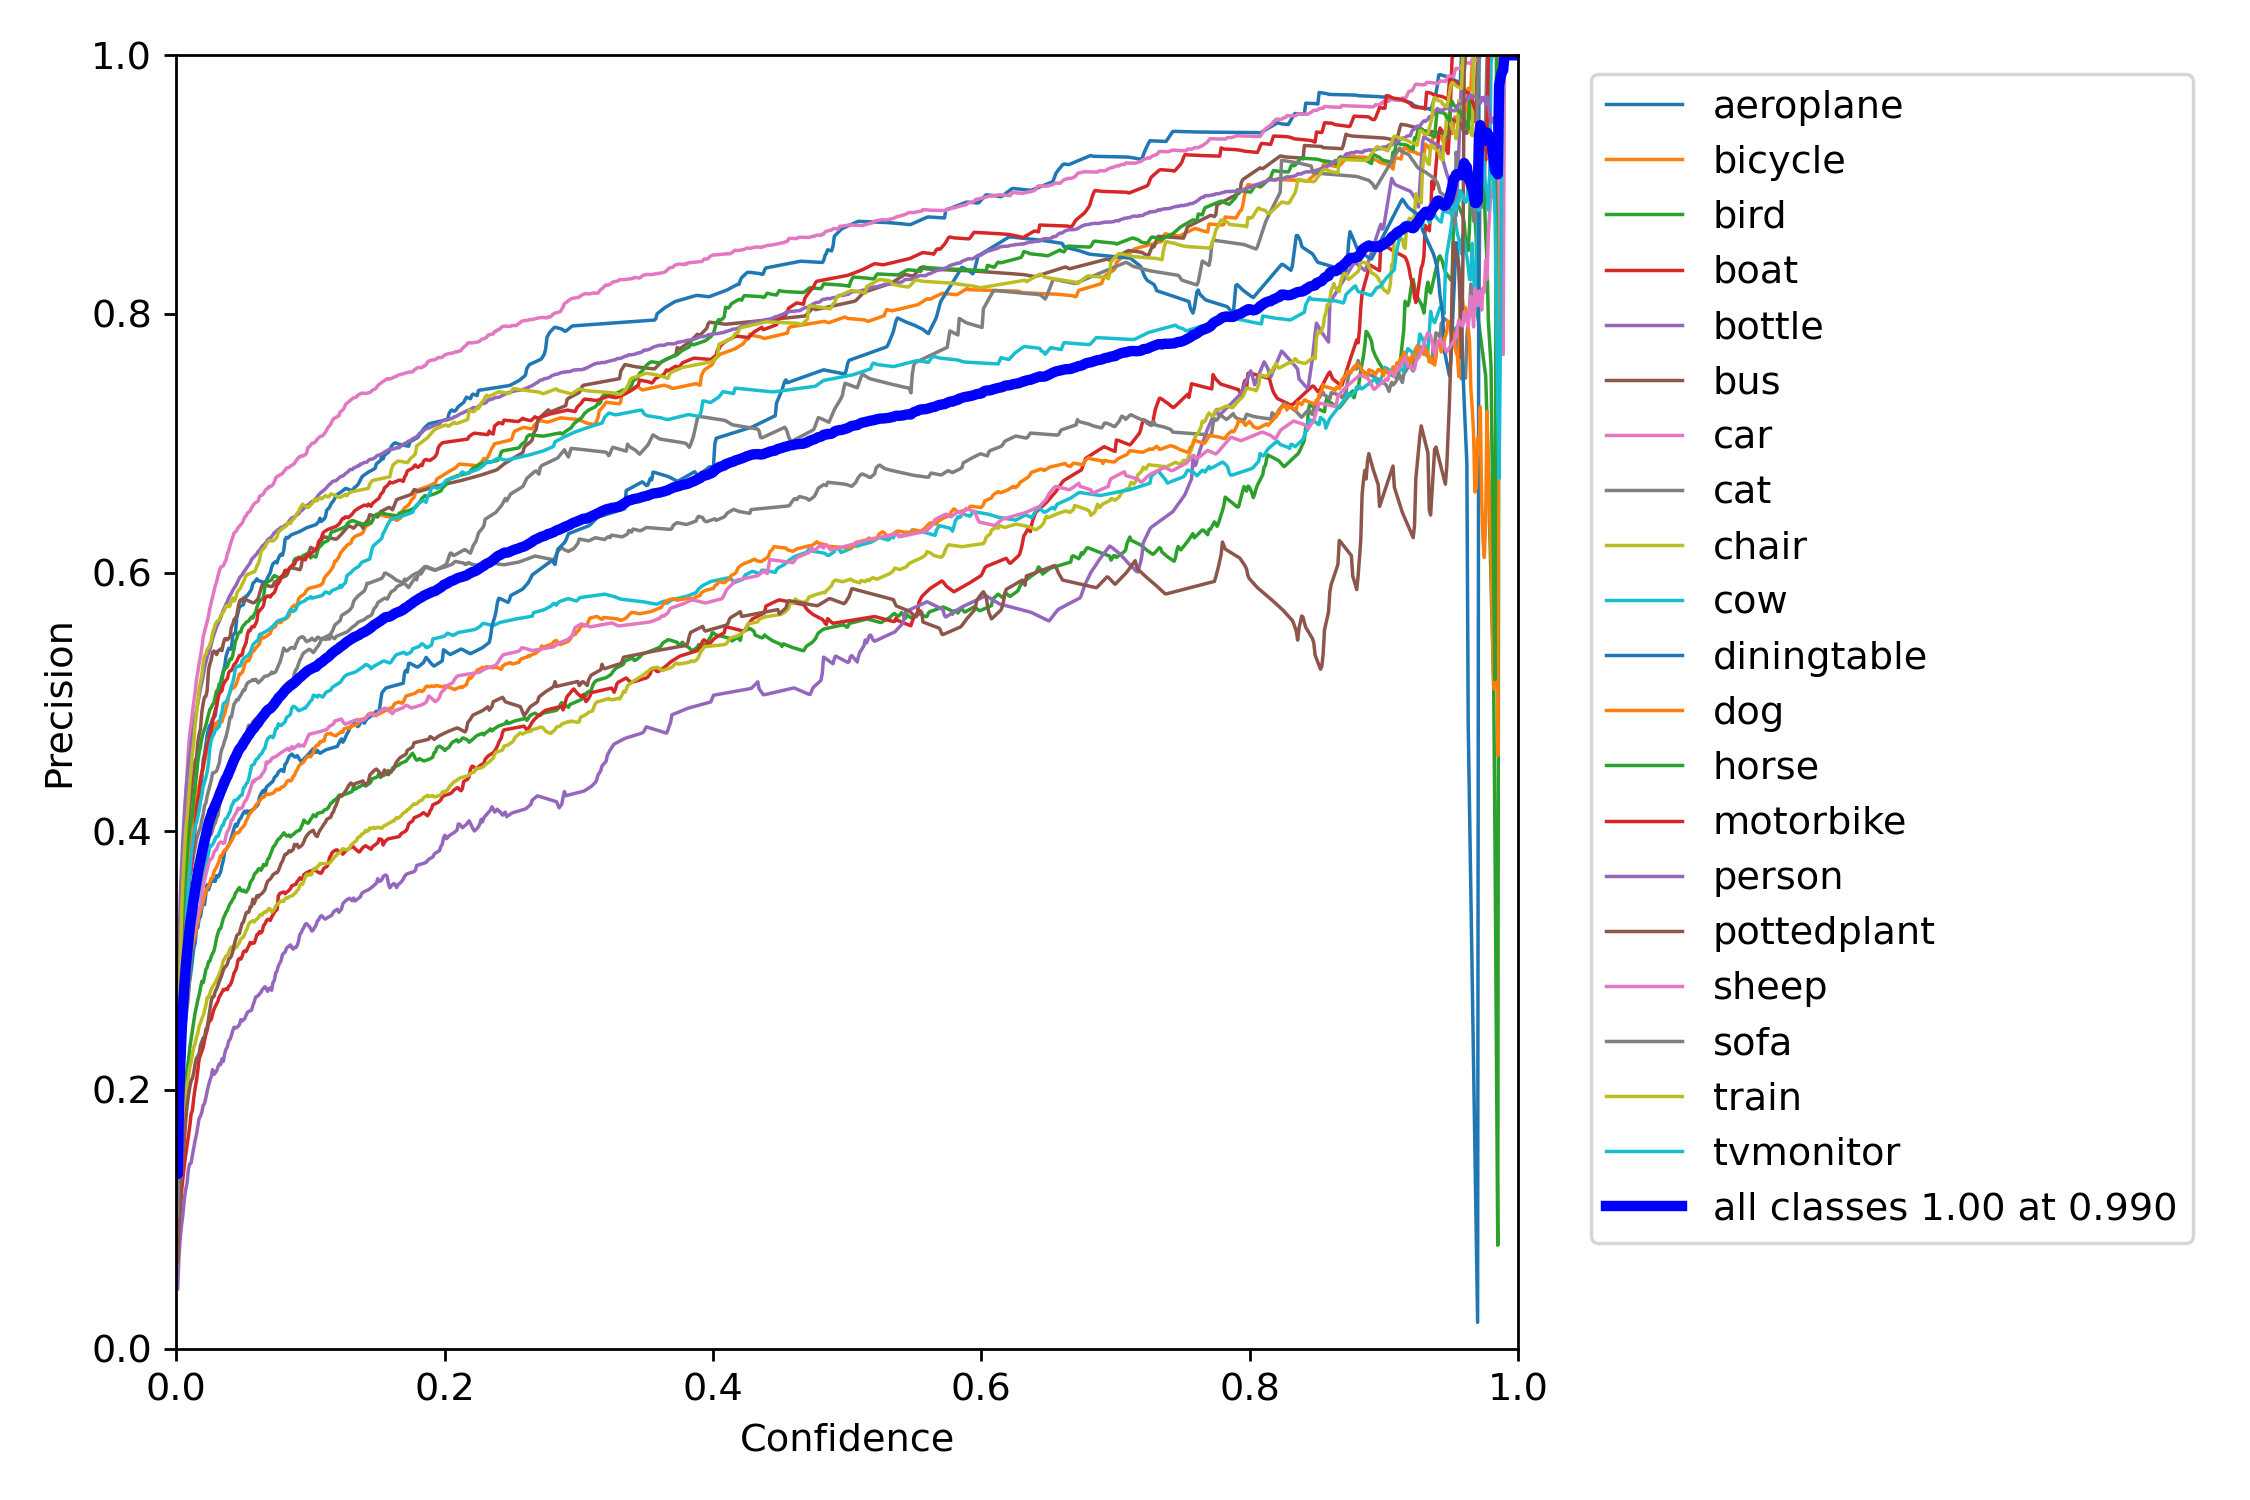 1.0
0.8
0.6
0.4
0.2
0.0
Precision
0.0 0.2 0.4 0.6 0.8 1.0
Confidence
aeroplane
bicycle
bird
boat
bottle
bus
car
cat
chair
cow
diningtable
dog
horse
motorbike
person
pottedplant
sheep
sofa
train
tvmonitor
all classes 1.00 at 0.990